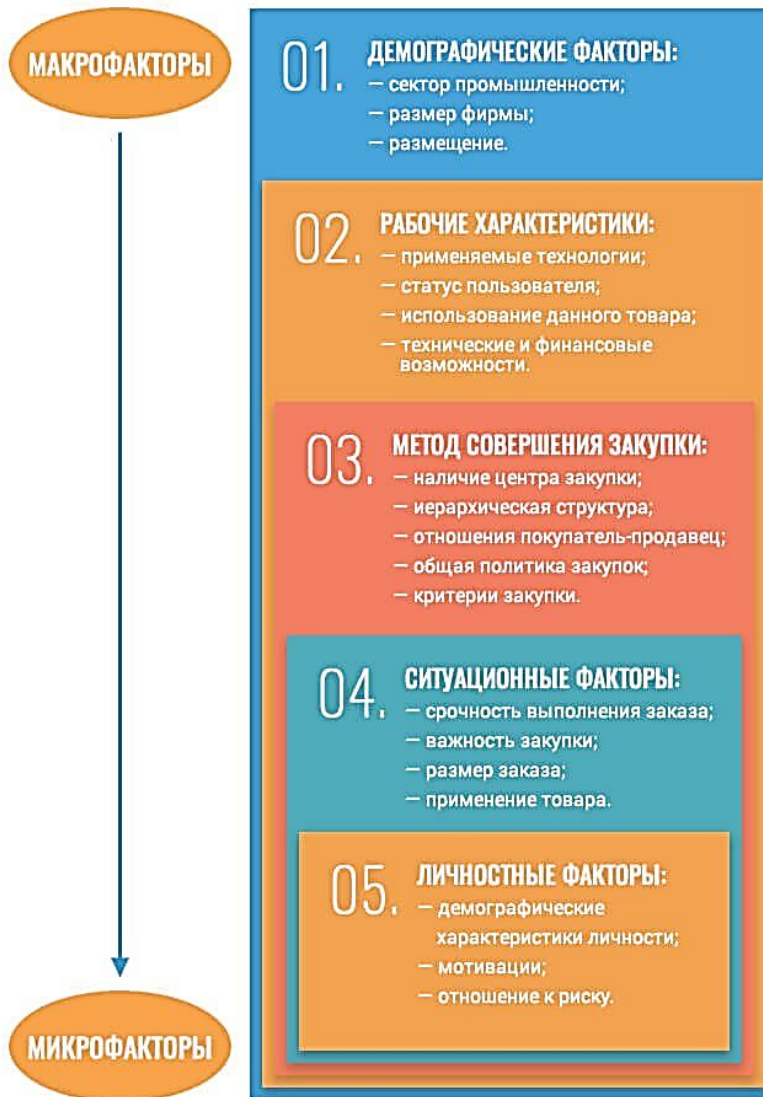 МАКРОФАКТОРЫ
01. ДЕМОГРАФИЧЕСКИЕ ФАКТОРЫ:
— сектор промышленности;
— размер фирмы;
— размещение.
02. РАБОЧИЕ ХАРАКТЕРИСТИКИ:
— применяемые технологии;
— статус пользователя;
— использование данного товара;
— технические и финансовые
возможности.
03. МЕТОД СОВЕРШЕНИЯ ЗАКУПКИ:
— наличие центра закупки;
— иерархическая структура;
— отношения покупатель-продавец;
— общая политика закупок;
— критерии закупки.
04. СИТУАЦИОННЫЕ ФАКТОРЫ:
— срочность выполнения заказа;
— важность закупки;
— размер заказа;
— применение товара.
05. ЛИЧНОСТНЫЕ ФАКТОРЫ:
— демографические
характеристики личности;
— мотивации;
— отношение к риску.
МИКРОФАКТОРЫ